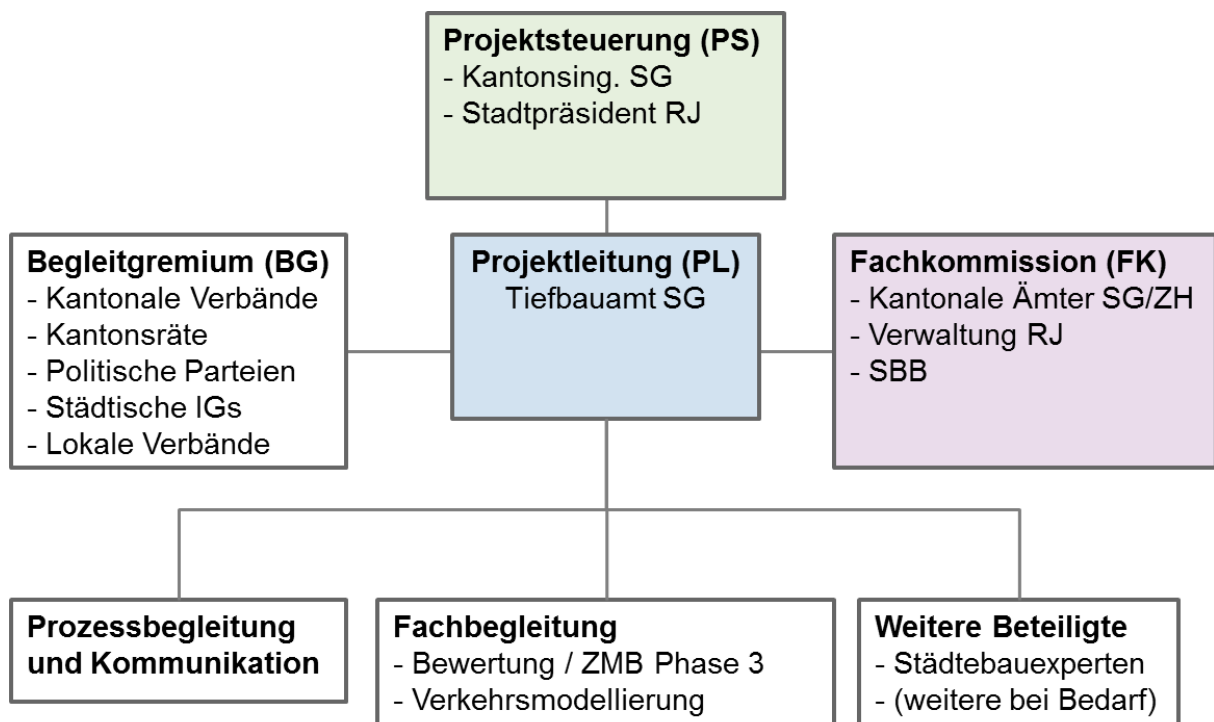 Projektsteuerung (PS)
- Kantonsing. SG
- Stadtpräsident RJ
Begleitgremium (BG)
- Kantonale Verbände
- Kantonsräte
- Politische Parteien
- Städtische IGs
- Lokale Verbände
Projektleitung (PL)
Tiefbauamt SG
Fachkommission (FK)
- Kantonale Ämter SG/ZH
- Verwaltung RJ
- SBB
Prozessbegleitung
und Kommunikation
Fachbegleitung
- Bewertung / ZMB Phase 3
- Verkehrsmodellierung
Weitere Beteiligte
- Städtebauexperten
- (weitere bei Bedarf)